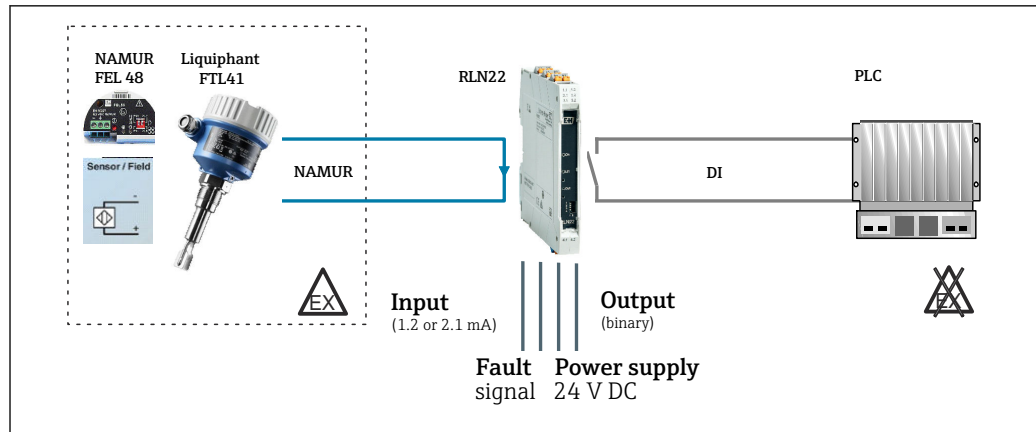 NAMUR
FEL 48
Liquiphant
FTL41
RLN22
PLC
Sensor / Field
-
+
NAMUR
DI
EX
EX
Input
(1.2 or 2.1 mA)
Output
(binary)
Fault
signal
Power supply
24 V DC
RLN22